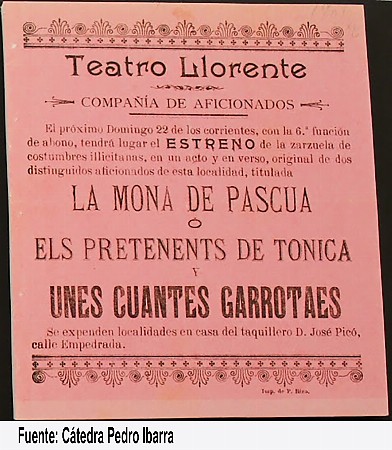 Teatro Llorente
COMPAÑÍA DE AFICIONADOS
El próximo Domingo 22 de los corrientes, con la 6.ª función
de abono, tendrá lugar el ESTRENO de la zarzuela de
costumbres illicitanas, en un acto y en verso, original de dos
distinguidos aficionados de esta localidad, titulada
LA MONA DE PASCUA
Ó
ELS PRETENENTS DE TONICA
Y
UNES CUANTES GARROTAES
Se expenden localidades en casa del taquillero D. José Picó,
calle Empedrada.
Imp. de P.
Fuente: Cátedra Pedro Ibarra